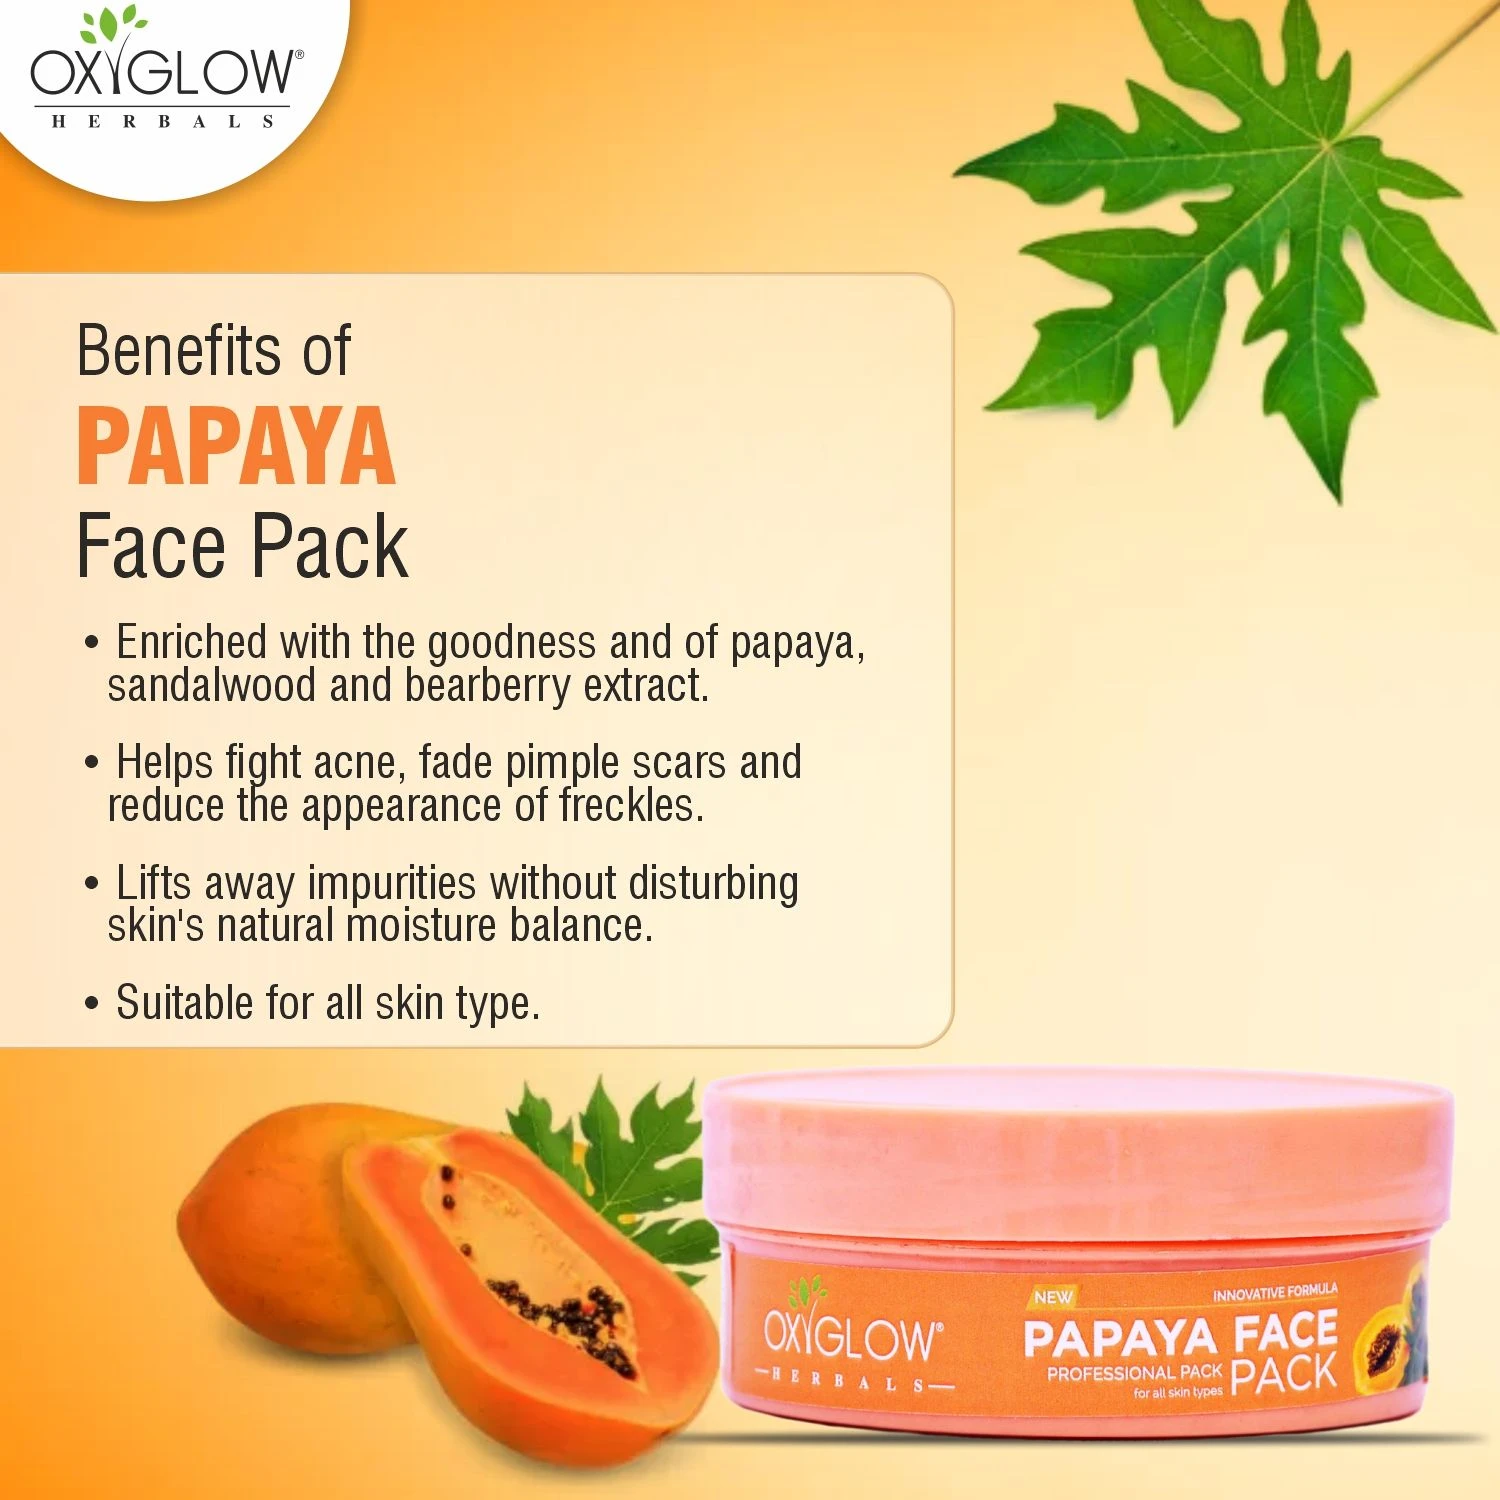 OXYGLOW®
HERBALS
Benefits of
PAPAYA
Face Pack
• Enriched with the goodness and of papaya,
sandalwood and bearberry extract.
• Helps fight acne, fade pimple scars and
reduce the appearance of freckles.
• Lifts away impurities without disturbing
skin's natural moisture balance.
• Suitable for all skin type.
OXYGLOW®
HERBALS
NEW
INNOVATIVE FORMULA
PAPAYA FACE
PROFESSIONAL PACK
for all skin types
PACK